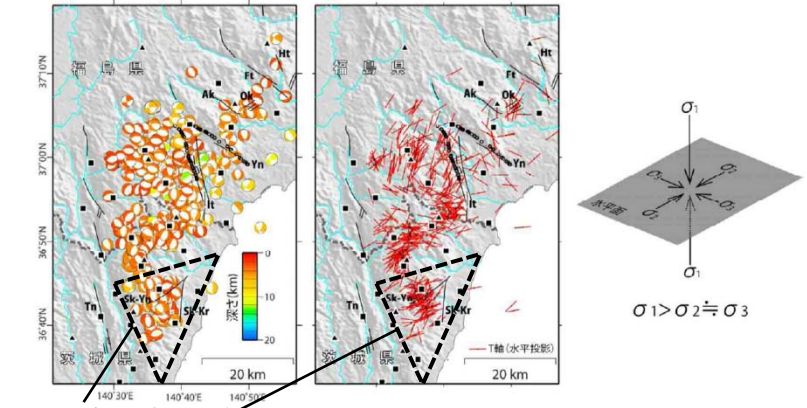 福島県
37°10'
37°00'
36°50'
36°40'
140°30'E
140°40'E
140°50'E
Ht
Ft
Ak
Ok
Yn
It
Tn
Sk-Yn
Sk-Kr
茨城県
0
10
20
深さ(km)
20 km
福島県
Ht
Ft
Ak
Ok
Yn
It
Tn
Sk-Yn
Sk-Kr
茨城県
T軸(水平投影)
20 km
σ1
σ3
σ2
σ2
σ3
水平面
σ1
σ1>σ2≒σ3